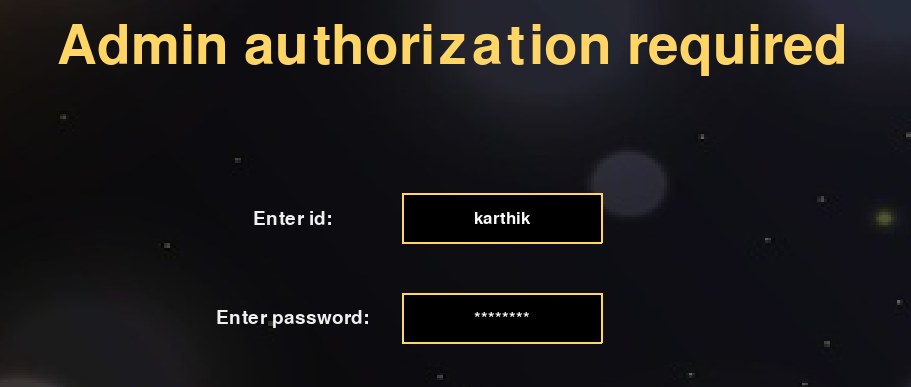 Admin authorization required
Enter id: karthik
Enter password: ********